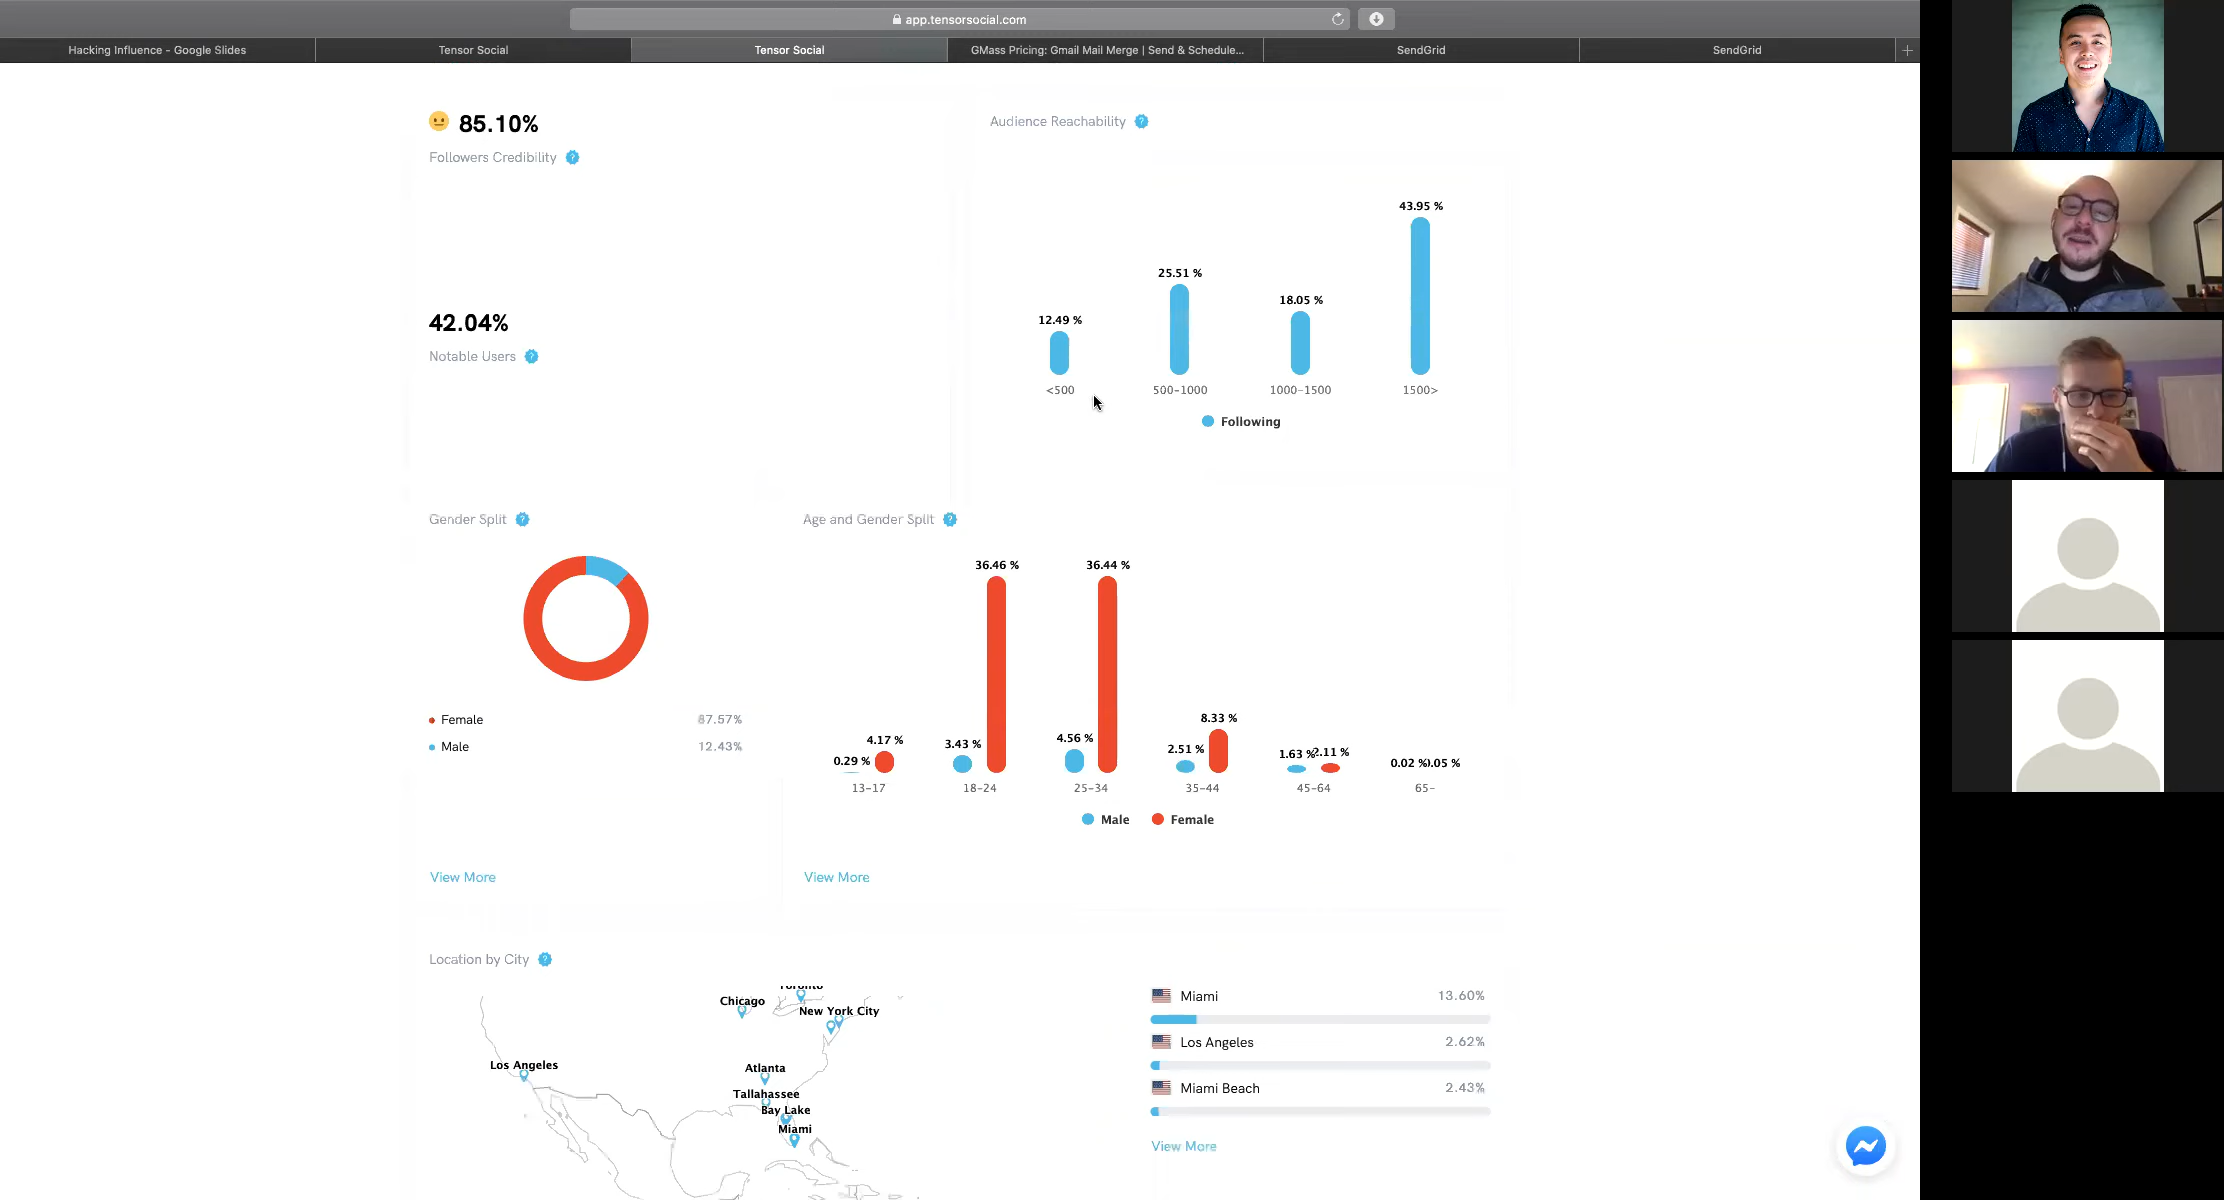 app.tensorsocial.com
Hacking Influence - Google Slides
Tensor Social
Tensor Social
GMass Pricing: Gmail Mail Merge | Send & Schedule...
SendGrid
SendGrid
85.10%
Followers Credibility ?
Audience Reachability ?
43.95 %
25.51 %
18.05 %
12.49 %
<500
500-1000
1000-1500
1500>
Following
42.04%
Notable Users ?
Gender Split ?
Female 87.57%
Male 12.43%
View More
Age and Gender Split ?
36.46 %
36.44 %
8.33 %
4.17 %
3.43 %
4.56 %
2.51 %
1.63 %
2.11 %
0.29 %
0.02 %
0.05 %
13-17
18-24
25-34
35-44
45-64
65-
Male
Female
View More
Location by City ?
Toronto
Chicago
New York City
Los Angeles
Atlanta
Tallahassee
Bay Lake
Miami
Miami 13.60%
Los Angeles 2.62%
Miami Beach 2.43%
View More